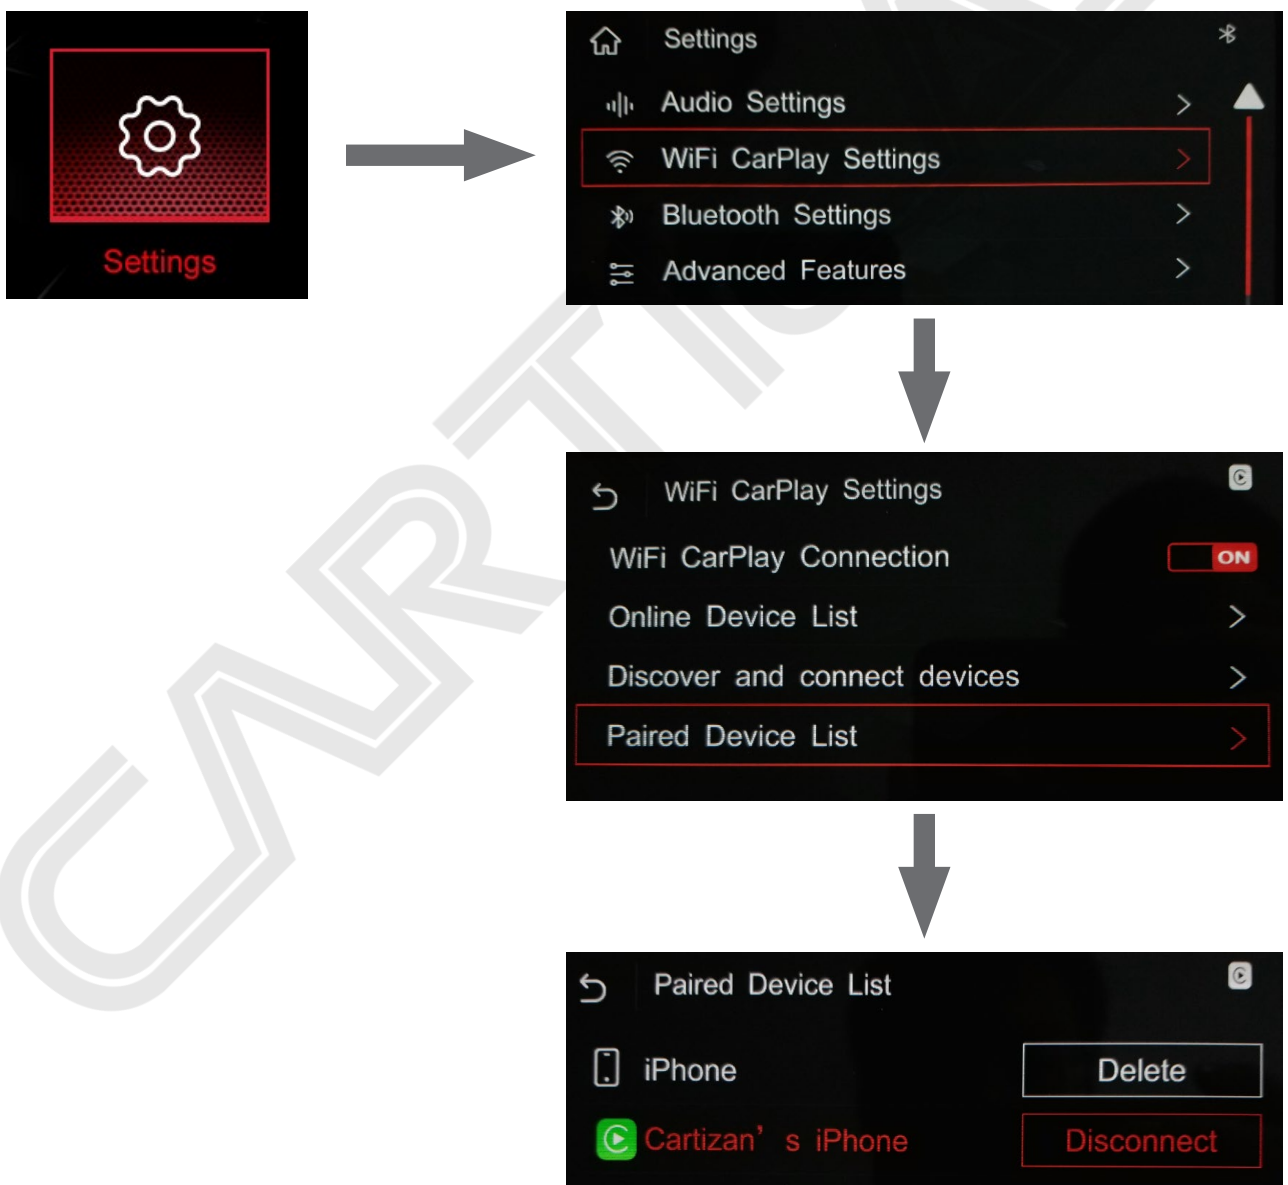 Settings
Settings
Audio Settings
WiFi CarPlay Settings
Bluetooth Settings
Advanced Features
WiFi CarPlay Settings
WiFi CarPlay Connection ON
Online Device List
Discover and connect devices
Paired Device List
Paired Device List
iPhone Delete
Cartizan’s iPhone Disconnect